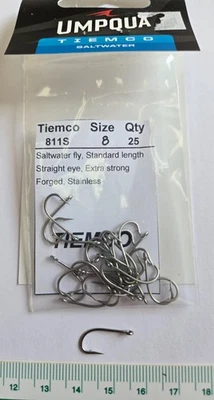 UMPQUA
TIEMCO
SALTWATER
Tiemco Size Qty
811S 8 25
Saltwater fly, Standard length
Straight eye, Extra strong
Forged, Stainless
TIEMCO
12 13 14 15 16 17 18